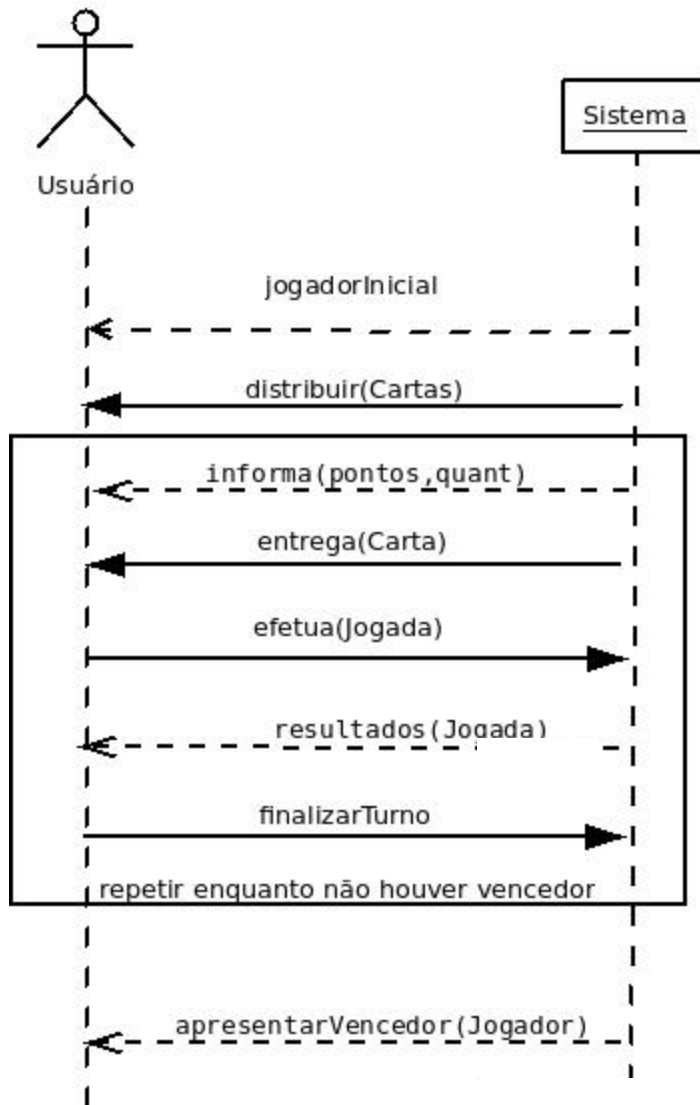 Sistema
Usuário
jogadorInicial
distribuir(Cartas)
informa(pontos,quant)
entrega(Carta)
efetua(Jogada)
resultados(Jogada)
finalizarTurno
repetir enquanto não houver vencedor
apresentarVencedor(Jogador)